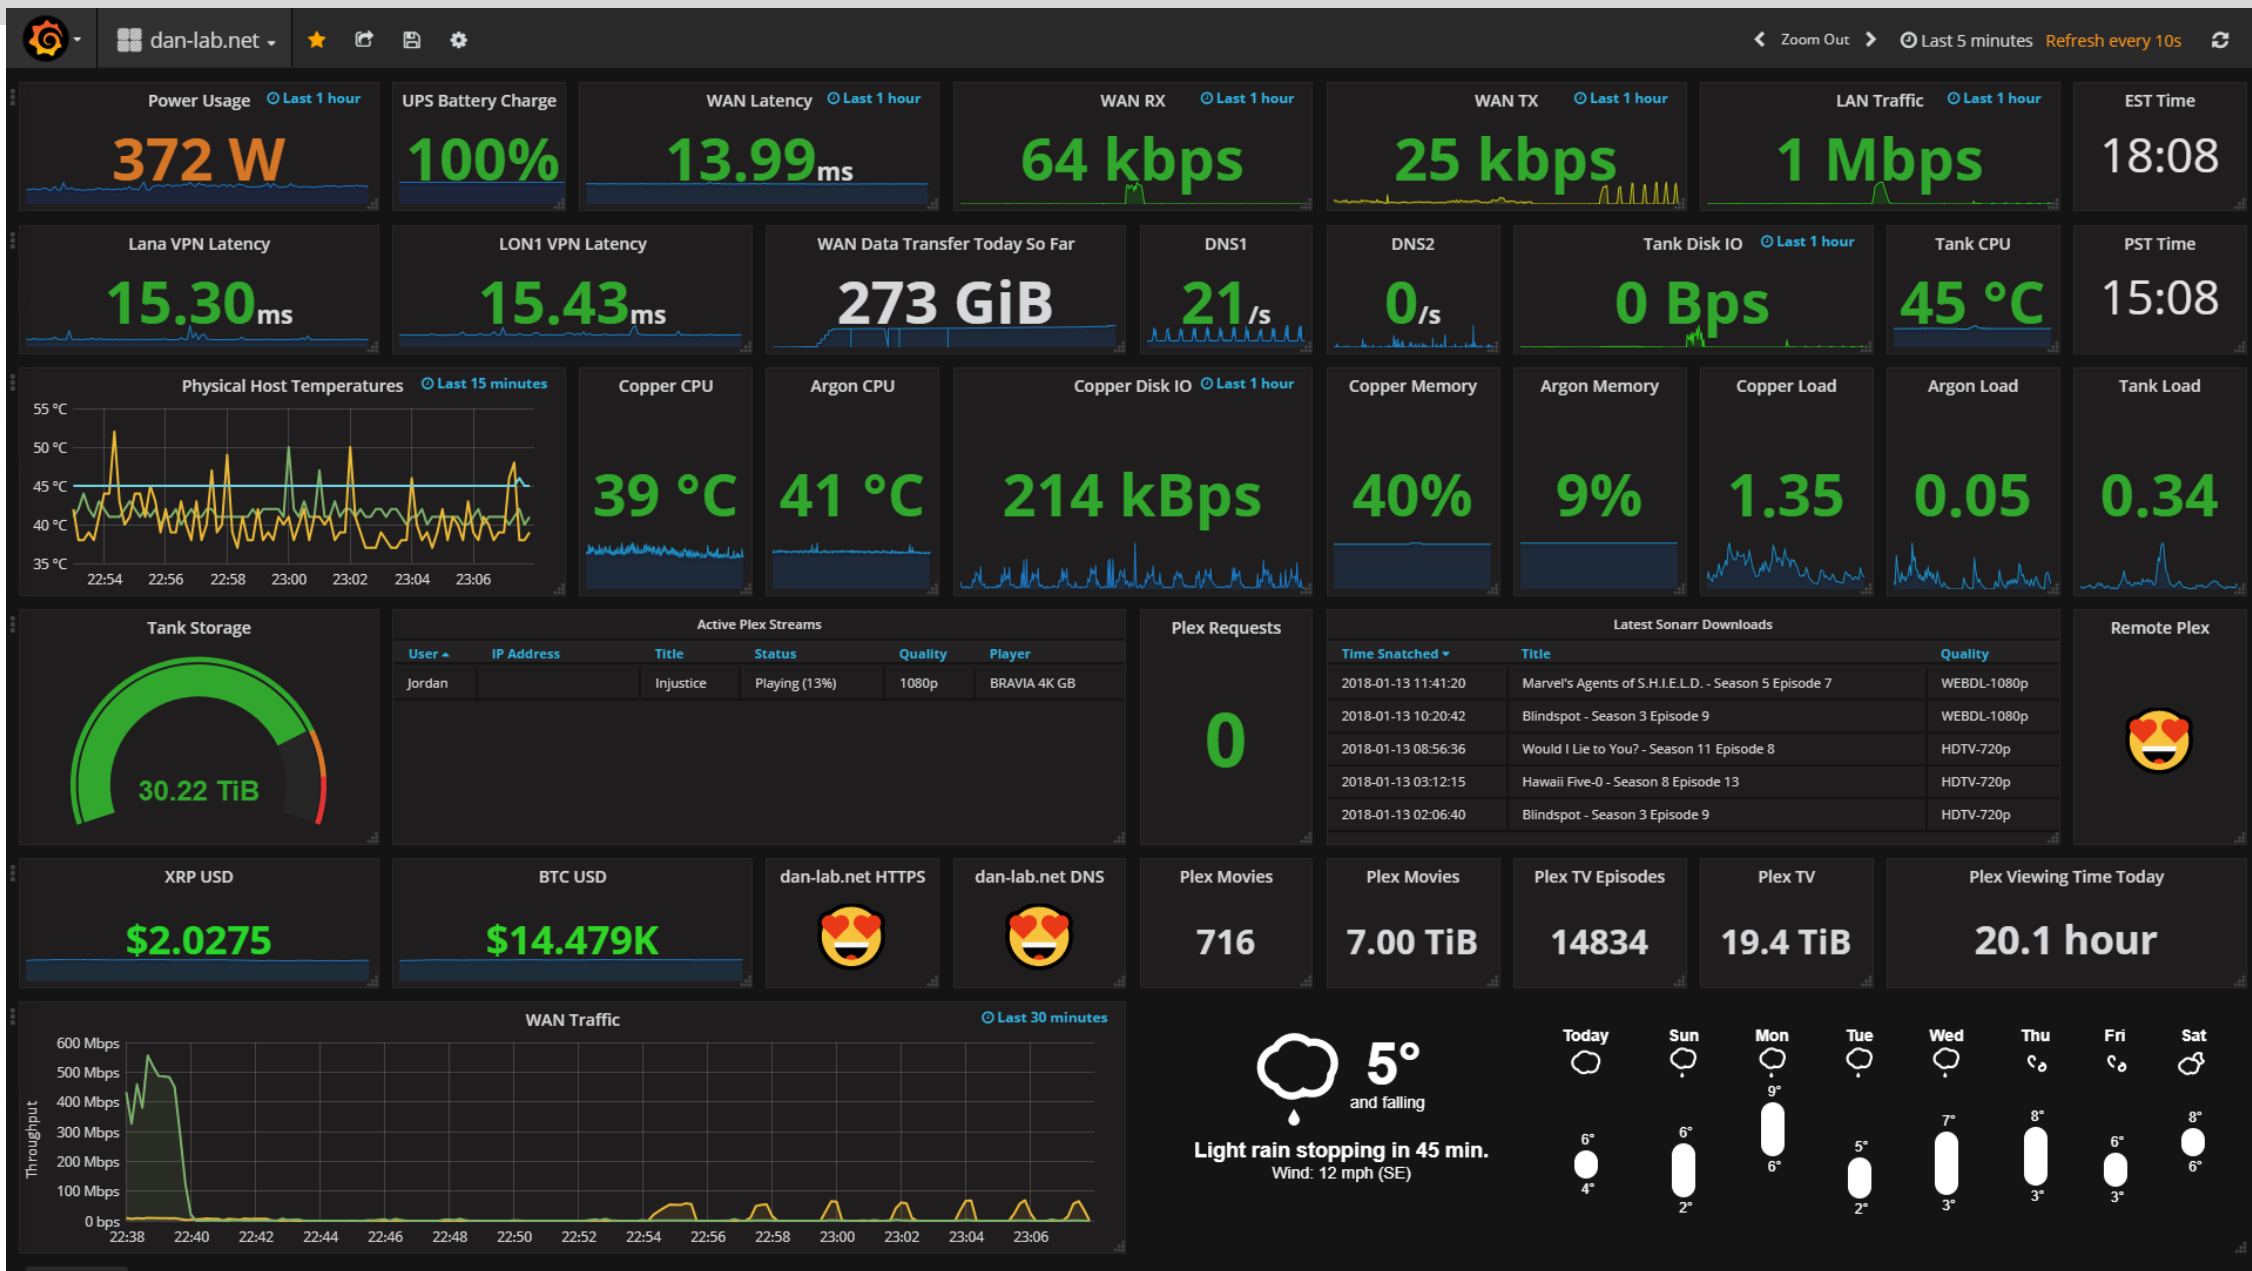 dan-lab.net
Zoom Out
Last 5 minutes
Refresh every 10s
Power Usage
Last 1 hour
372 W
UPS Battery Charge
100%
WAN Latency
Last 1 hour
13.99 ms
WAN RX
Last 1 hour
64 kbps
WAN TX
Last 1 hour
25 kbps
LAN Traffic
Last 1 hour
1 Mbps
EST Time
18:08
Lana VPN Latency
15.30 ms
LON1 VPN Latency
15.43 ms
WAN Data Transfer Today So Far
273 GiB
DNS1
21 /s
DNS2
0 /s
Tank Disk IO
Last 1 hour
0 Bps
Tank CPU
45 °C
PST Time
15:08
Physical Host Temperatures
Last 15 minutes
55 °C
50 °C
45 °C
40 °C
35 °C
22:54 22:56 22:58 23:00 23:02 23:04 23:06
Copper CPU
39 °C
Argon CPU
41 °C
Copper Disk IO
Last 1 hour
214 kBps
Copper Memory
40%
Argon Memory
9%
Copper Load
1.35
Argon Load
0.05
Tank Load
0.34
Tank Storage
30.22 TiB
Active Plex Streams
User IP Address Title Status Quality Player
Jordan Injustice Playing (13%) 1080p BRAVIA 4K GB
Plex Requests
0
Latest Sonarr Downloads
Time Snatched Title Quality
2018-01-13 11:41:20 Marvel's Agents of S.H.I.E.L.D. - Season 5 Episode 7 WEBDL-1080p
2018-01-13 10:20:42 Blindspot - Season 3 Episode 9 WEBDL-1080p
2018-01-13 08:56:36 Would I Lie to You? - Season 11 Episode 8 HDTV-720p
2018-01-13 03:12:15 Hawaii Five-0 - Season 8 Episode 13 HDTV-720p
2018-01-13 02:06:40 Blindspot - Season 3 Episode 9 HDTV-720p
Remote Plex
XRP USD
$2.0275
BTC USD
$14.479K
dan-lab.net HTTPS
dan-lab.net DNS
Plex Movies
716
Plex Movies
7.00 TiB
Plex TV Episodes
14834
Plex TV
19.4 TiB
Plex Viewing Time Today
20.1 hour
WAN Traffic
Last 30 minutes
Throughput
600 Mbps
500 Mbps
400 Mbps
300 Mbps
200 Mbps
100 Mbps
0 bps
22:38 22:40 22:42 22:44 22:46 22:48 22:50 22:52 22:54 22:56 22:58 23:00 23:02 23:04 23:06
5°
and falling
Light rain stopping in 45 min.
Wind: 12 mph (SE)
Today Sun Mon Tue Wed Thu Fri Sat
6° 6° 9° 5° 7° 8° 6° 8°
4° 2° 6° 2° 3° 3° 3° 6°